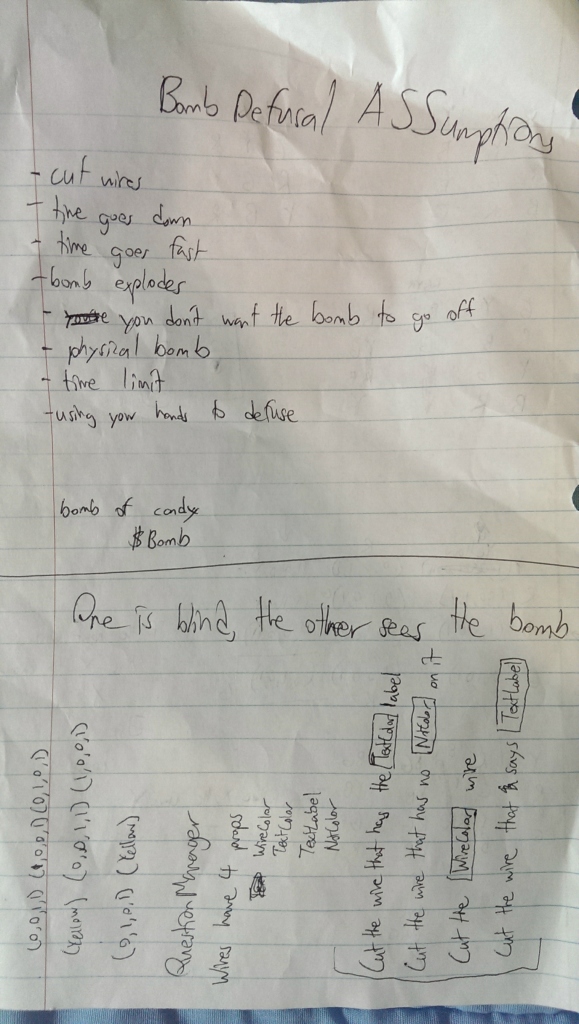 Bomb Defusal ASSumptions
- cut wires
- time goes down
- time goes fast
- bomb explodes
- you don't want the bomb to go off
- physical bomb
- time limit
- using your hands to defuse
bomb of candy
$Bomb
One is blind, the other sees the bomb
(0,0,1,1) (1,0,0,1) (0,1,0,1)
(Yellow) (0,0,1,1) (1,0,0,1)
(0,1,0,1) (Yellow)
Question Manager
Wires have 4 props
WireColor
TextColor
TextLabel
NotColor
Cut the wire that has the TextColor label
Cut the wire that has no NotColor on it
Cut the WireColor wire
Cut the wire that says TextLabel